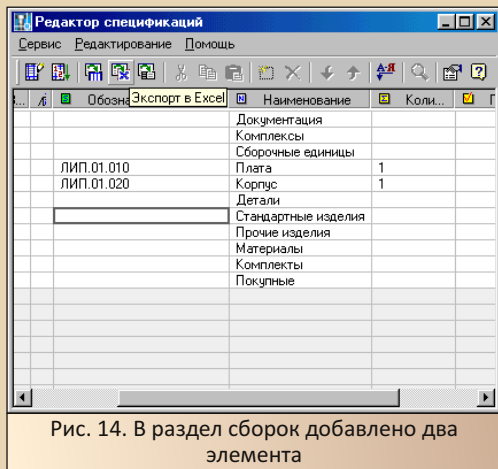 Редактор спецификаций
Сервис Редактирование Помощь
Экспорт в Excel
Обозна Наименование Коли...
Документация
Комплексы
Сборочные единицы
ЛИП.01.010 Плата 1
ЛИП.01.020 Корпус 1
Детали
Стандартные изделия
Прочие изделия
Материалы
Комплекты
Покупные
Рис. 14. В раздел сборок добавлено два
элемента